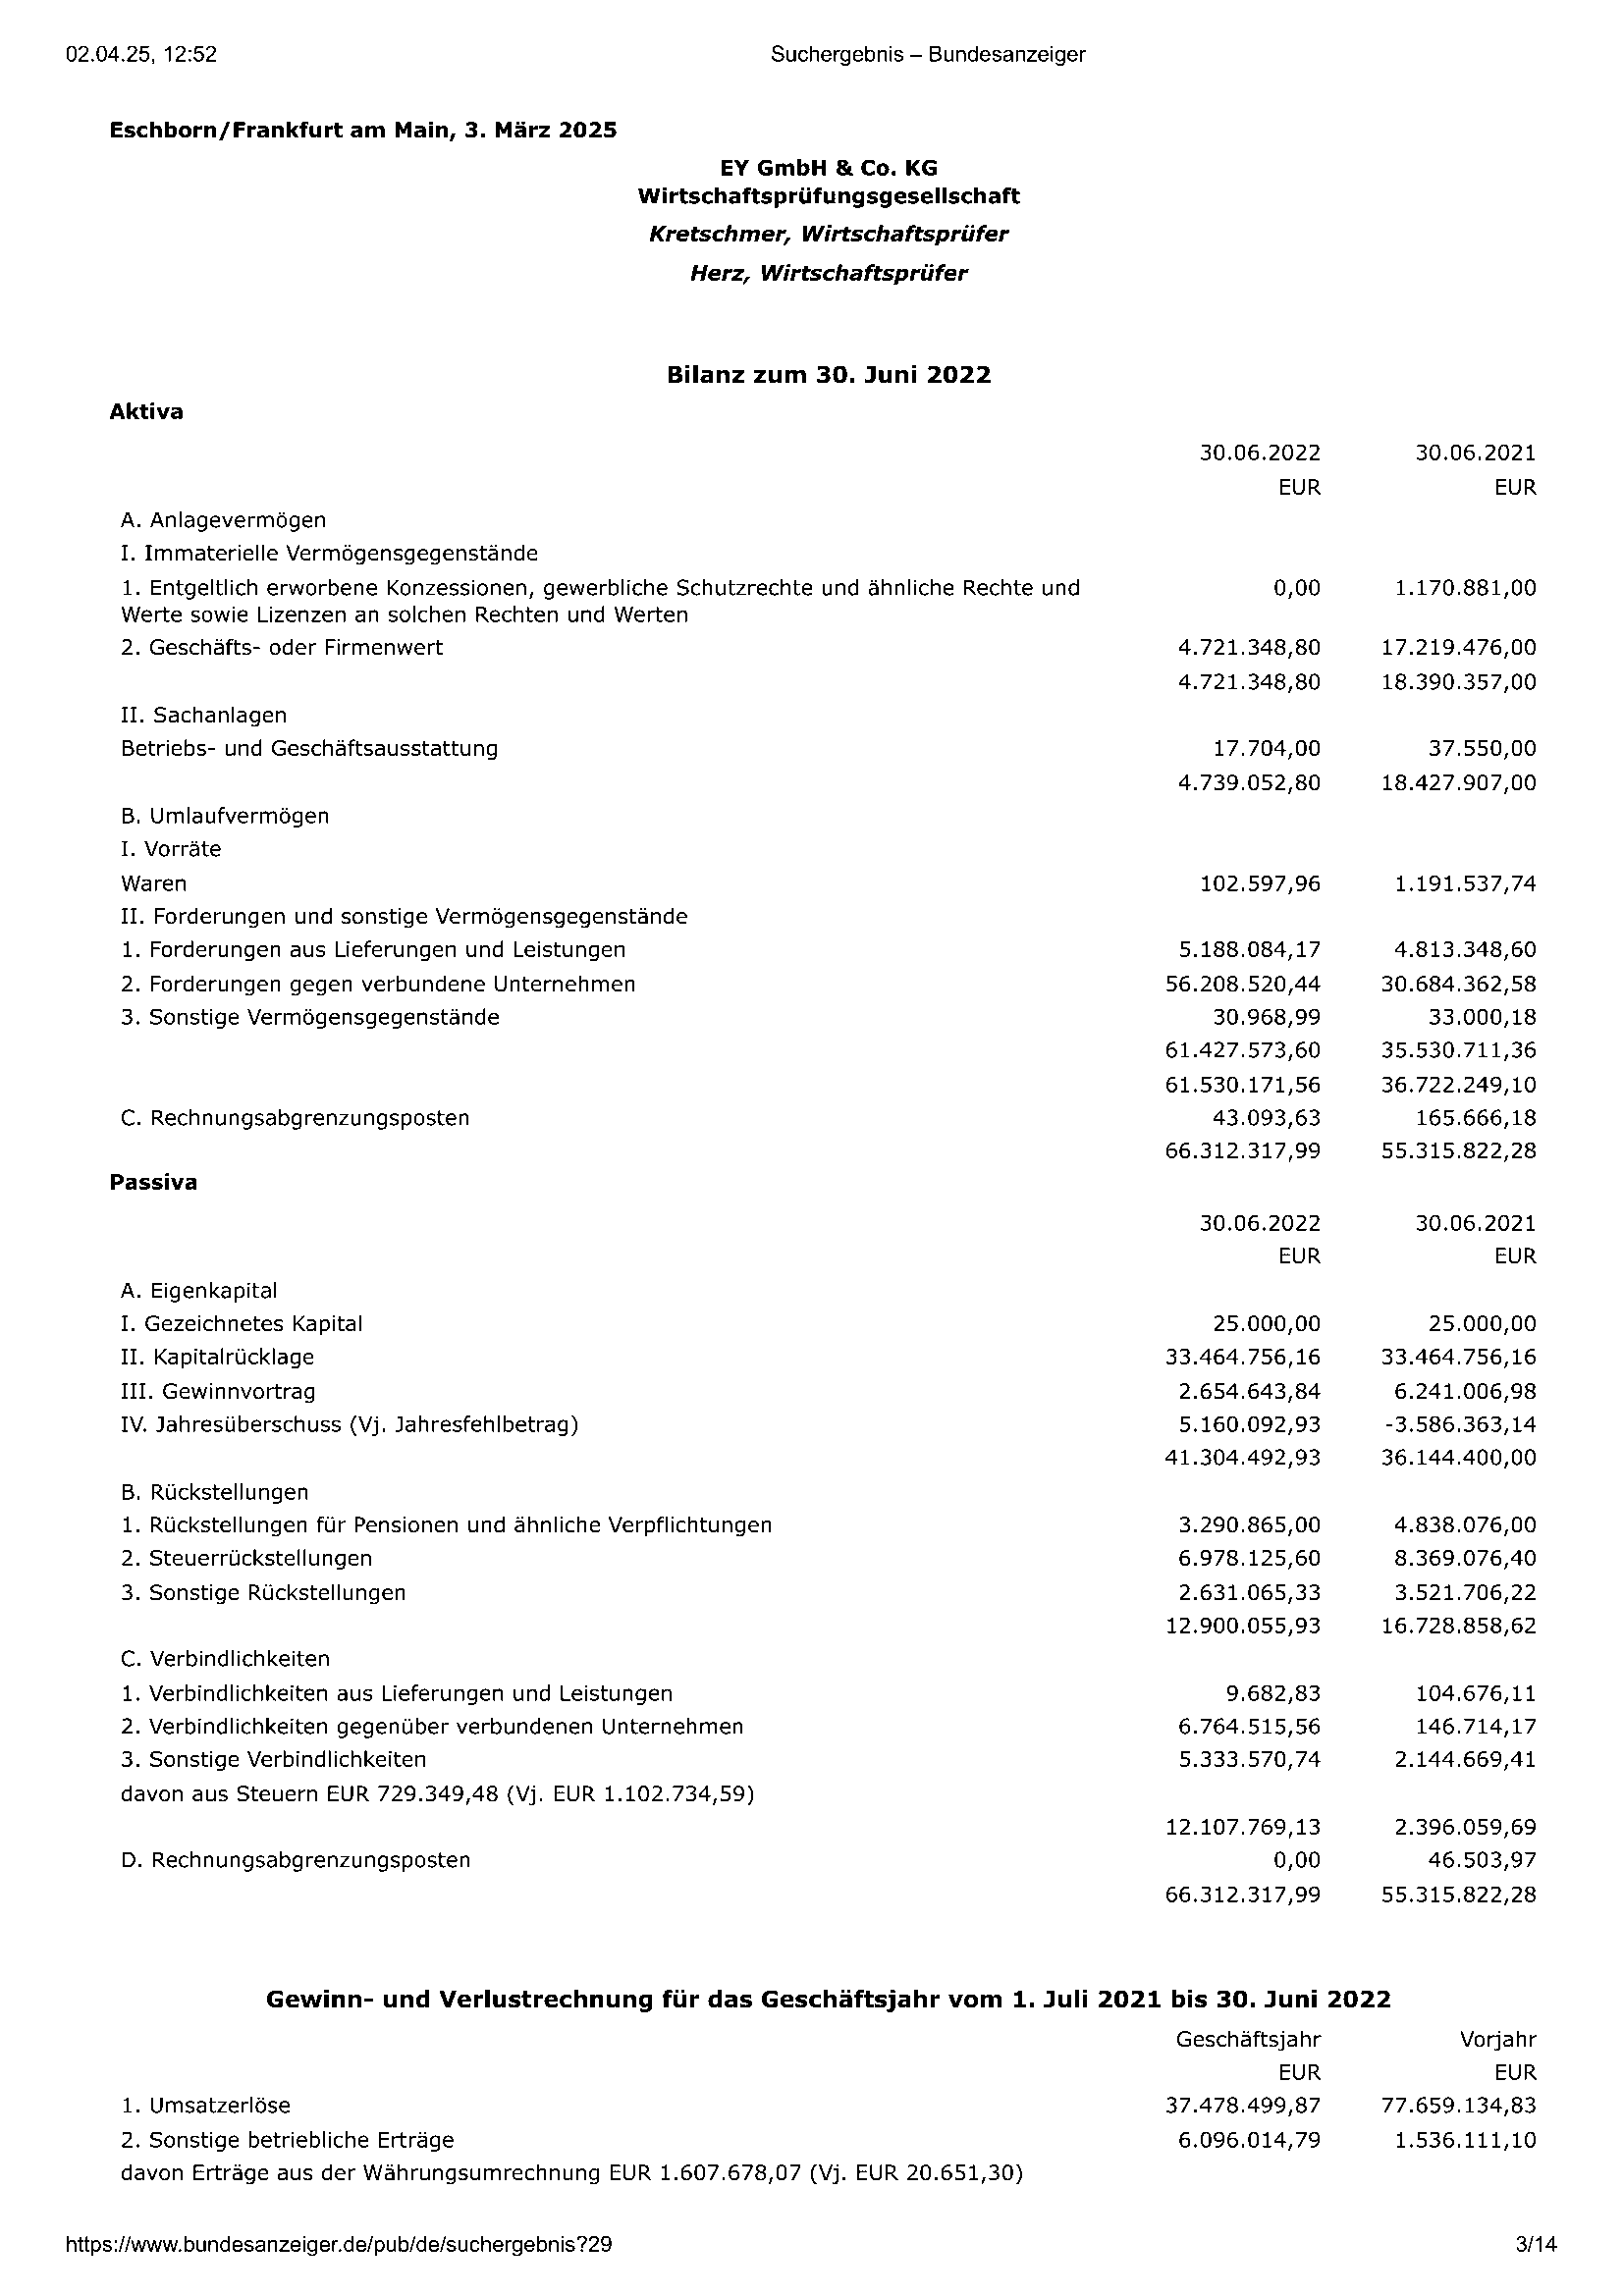 02.04.25, 12:52 Suchergebnis – Bundesanzeiger
Eschborn/Frankfurt am Main, 3. März 2025
EY GmbH & Co. KG
Wirtschaftsprüfungsgesellschaft
Kretschmer, Wirtschaftsprüfer
Herz, Wirtschaftsprüfer
Bilanz zum 30. Juni 2022
Aktiva
30.06.2022 30.06.2021
EUR EUR
A. Anlagevermögen
I. Immaterielle Vermögensgegenstände
1. Entgeltlich erworbene Konzessionen, gewerbliche Schutzrechte und ähnliche Rechte und 0,00 1.170.881,00
Werte sowie Lizenzen an solchen Rechten und Werten
2. Geschäfts- oder Firmenwert 4.721.348,80 17.219.476,00
4.721.348,80 18.390.357,00
II. Sachanlagen
Betriebs- und Geschäftsausstattung 17.704,00 37.550,00
4.739.052,80 18.427.907,00
B. Umlaufvermögen
I. Vorräte
Waren 102.597,96 1.191.537,74
II. Forderungen und sonstige Vermögensgegenstände
1. Forderungen aus Lieferungen und Leistungen 5.188.084,17 4.813.348,60
2. Forderungen gegen verbundene Unternehmen 56.208.520,44 30.684.362,58
3. Sonstige Vermögensgegenstände 30.968,99 33.000,18
61.427.573,60 35.530.711,36
61.530.171,56 36.722.249,10
C. Rechnungsabgrenzungsposten 43.093,63 165.666,18
66.312.317,99 55.315.822,28
Passiva
30.06.2022 30.06.2021
EUR EUR
A. Eigenkapital
I. Gezeichnetes Kapital 25.000,00 25.000,00
II. Kapitalrücklage 33.464.756,16 33.464.756,16
III. Gewinnvortrag 2.654.643,84 6.241.006,98
IV. Jahresüberschuss (Vj. Jahresfehlbetrag) 5.160.092,93 -3.586.363,14
41.304.492,93 36.144.400,00
B. Rückstellungen
1. Rückstellungen für Pensionen und ähnliche Verpflichtungen 3.290.865,00 4.838.076,00
2. Steuerrückstellungen 6.978.125,60 8.369.076,40
3. Sonstige Rückstellungen 2.631.065,33 3.521.706,22
12.900.055,93 16.728.858,62
C. Verbindlichkeiten
1. Verbindlichkeiten aus Lieferungen und Leistungen 9.682,83 104.676,11
2. Verbindlichkeiten gegenüber verbundenen Unternehmen 6.764.515,56 146.714,17
3. Sonstige Verbindlichkeiten 5.333.570,74 2.144.669,41
davon aus Steuern EUR 729.349,48 (Vj. EUR 1.102.734,59)
12.107.769,13 2.396.059,69
D. Rechnungsabgrenzungsposten 0,00 46.503,97
66.312.317,99 55.315.822,28
Gewinn- und Verlustrechnung für das Geschäftsjahr vom 1. Juli 2021 bis 30. Juni 2022
Geschäftsjahr Vorjahr
EUR EUR
1. Umsatzerlöse 37.478.499,87 77.659.134,83
2. Sonstige betriebliche Erträge 6.096.014,79 1.536.111,10
davon Erträge aus der Währungsumrechnung EUR 1.607.678,07 (Vj. EUR 20.651,30)
https://www.bundesanzeiger.de/pub/de/suchergebnis?29 3/14